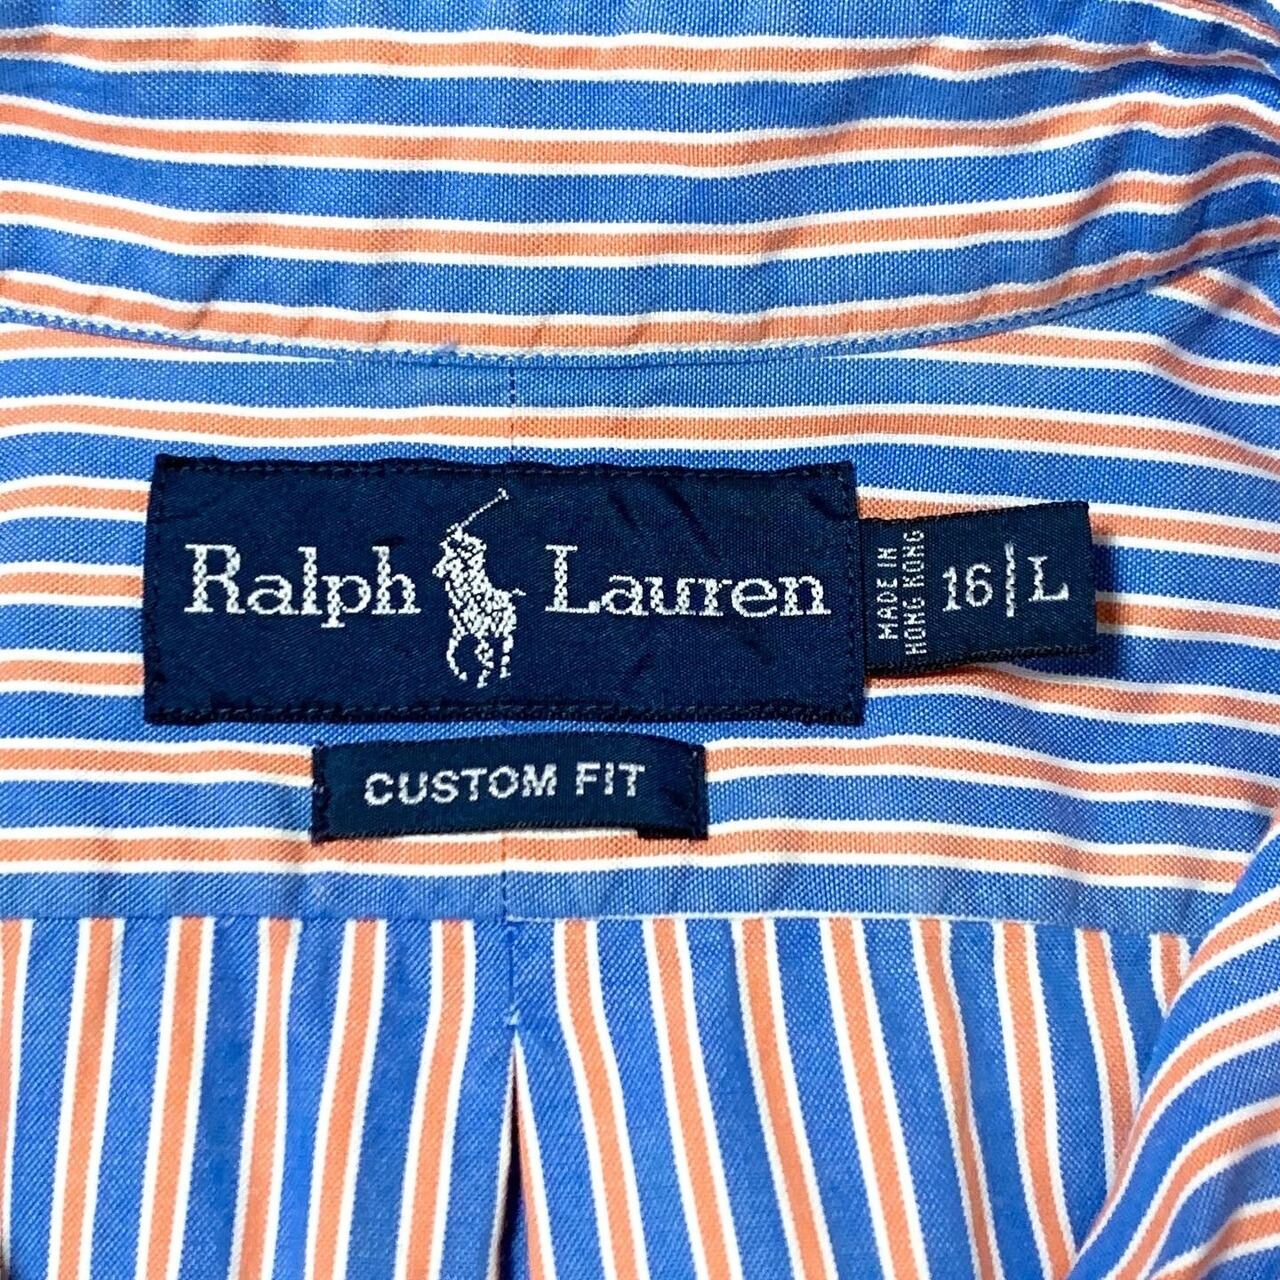 Ralph Lauren
MADE IN
HONG KONG
16|L
CUSTOM FIT